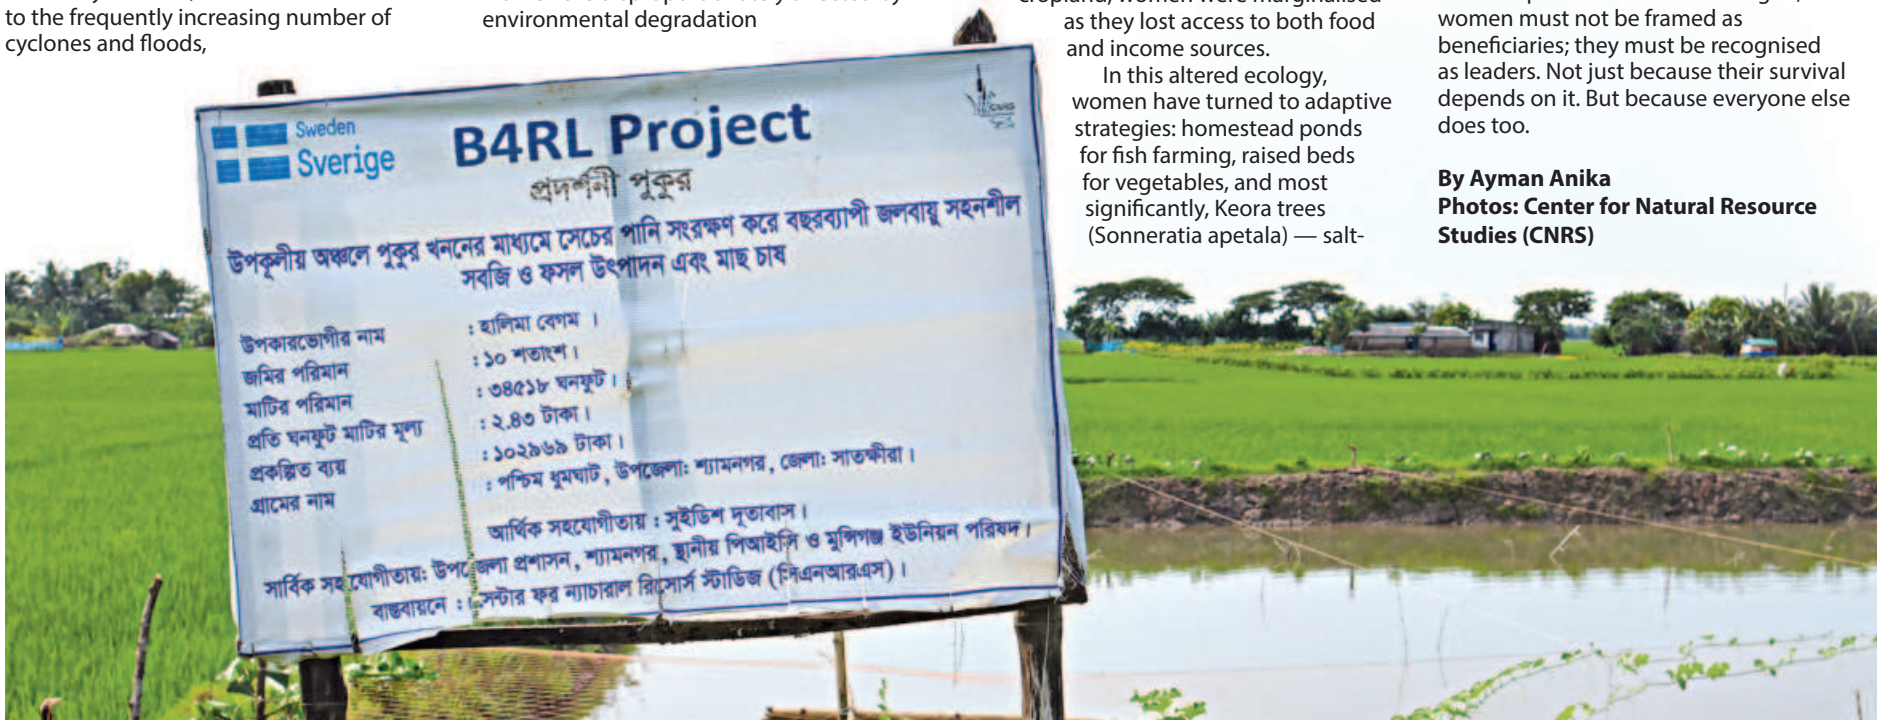 to the frequently increasing number of
cyclones and floods,
environmental degradation
cropland, women were marginalised
as they lost access to both food
and income sources.
In this altered ecology,
women have turned to adaptive
strategies: homestead ponds
for fish farming, raised beds
for vegetables, and most
significantly, Keora trees
(Sonneratia apetala) — salt-
women must not be framed as
beneficiaries; they must be recognised
as leaders. Not just because their survival
depends on it. But because everyone else
does too.
By Ayman Anika
Photos: Center for Natural Resource
Studies (CNRS)
Sweden
Sverige
B4RL Project
প্রদর্শনী পুকুর
উপকূলীয় অঞ্চলে পুকুর খননের মাধ্যমে সেচের পানি সংরক্ষণ করে বছরব্যাপী জলবায়ু সহনশীল
সবজি ও ফসল উৎপাদন এবং মাছ চাষ
উপকারভোগীর নাম : হালিমা বেগম ।
জমির পরিমান : ১০ শতাংশ ।
মাটির পরিমান : ৩৪৫১৮ ঘনফুট ।
প্রতি ঘনফুট মাটির মূল্য : ২.৪৩ টাকা ।
প্রকল্পিত ব্যয় : ১০২৯৬৯ টাকা ।
গ্রামের নাম : পশ্চিম ধুমঘাট, উপজেলা: শ্যামনগর, জেলা: সাতক্ষীরা ।
আর্থিক সহযোগীতায় : সুইডিশ দূতাবাস ।
সার্বিক সহযোগীতায়: উপজেলা প্রশাসন, শ্যামনগর, স্থানীয় পিআইসি ও মুন্সিগঞ্জ ইউনিয়ন পরিষদ ।
বাস্তবায়নে : সেন্টার ফর ন্যাচারাল রিসোর্স স্টাডিজ (সিএনআরএস) ।